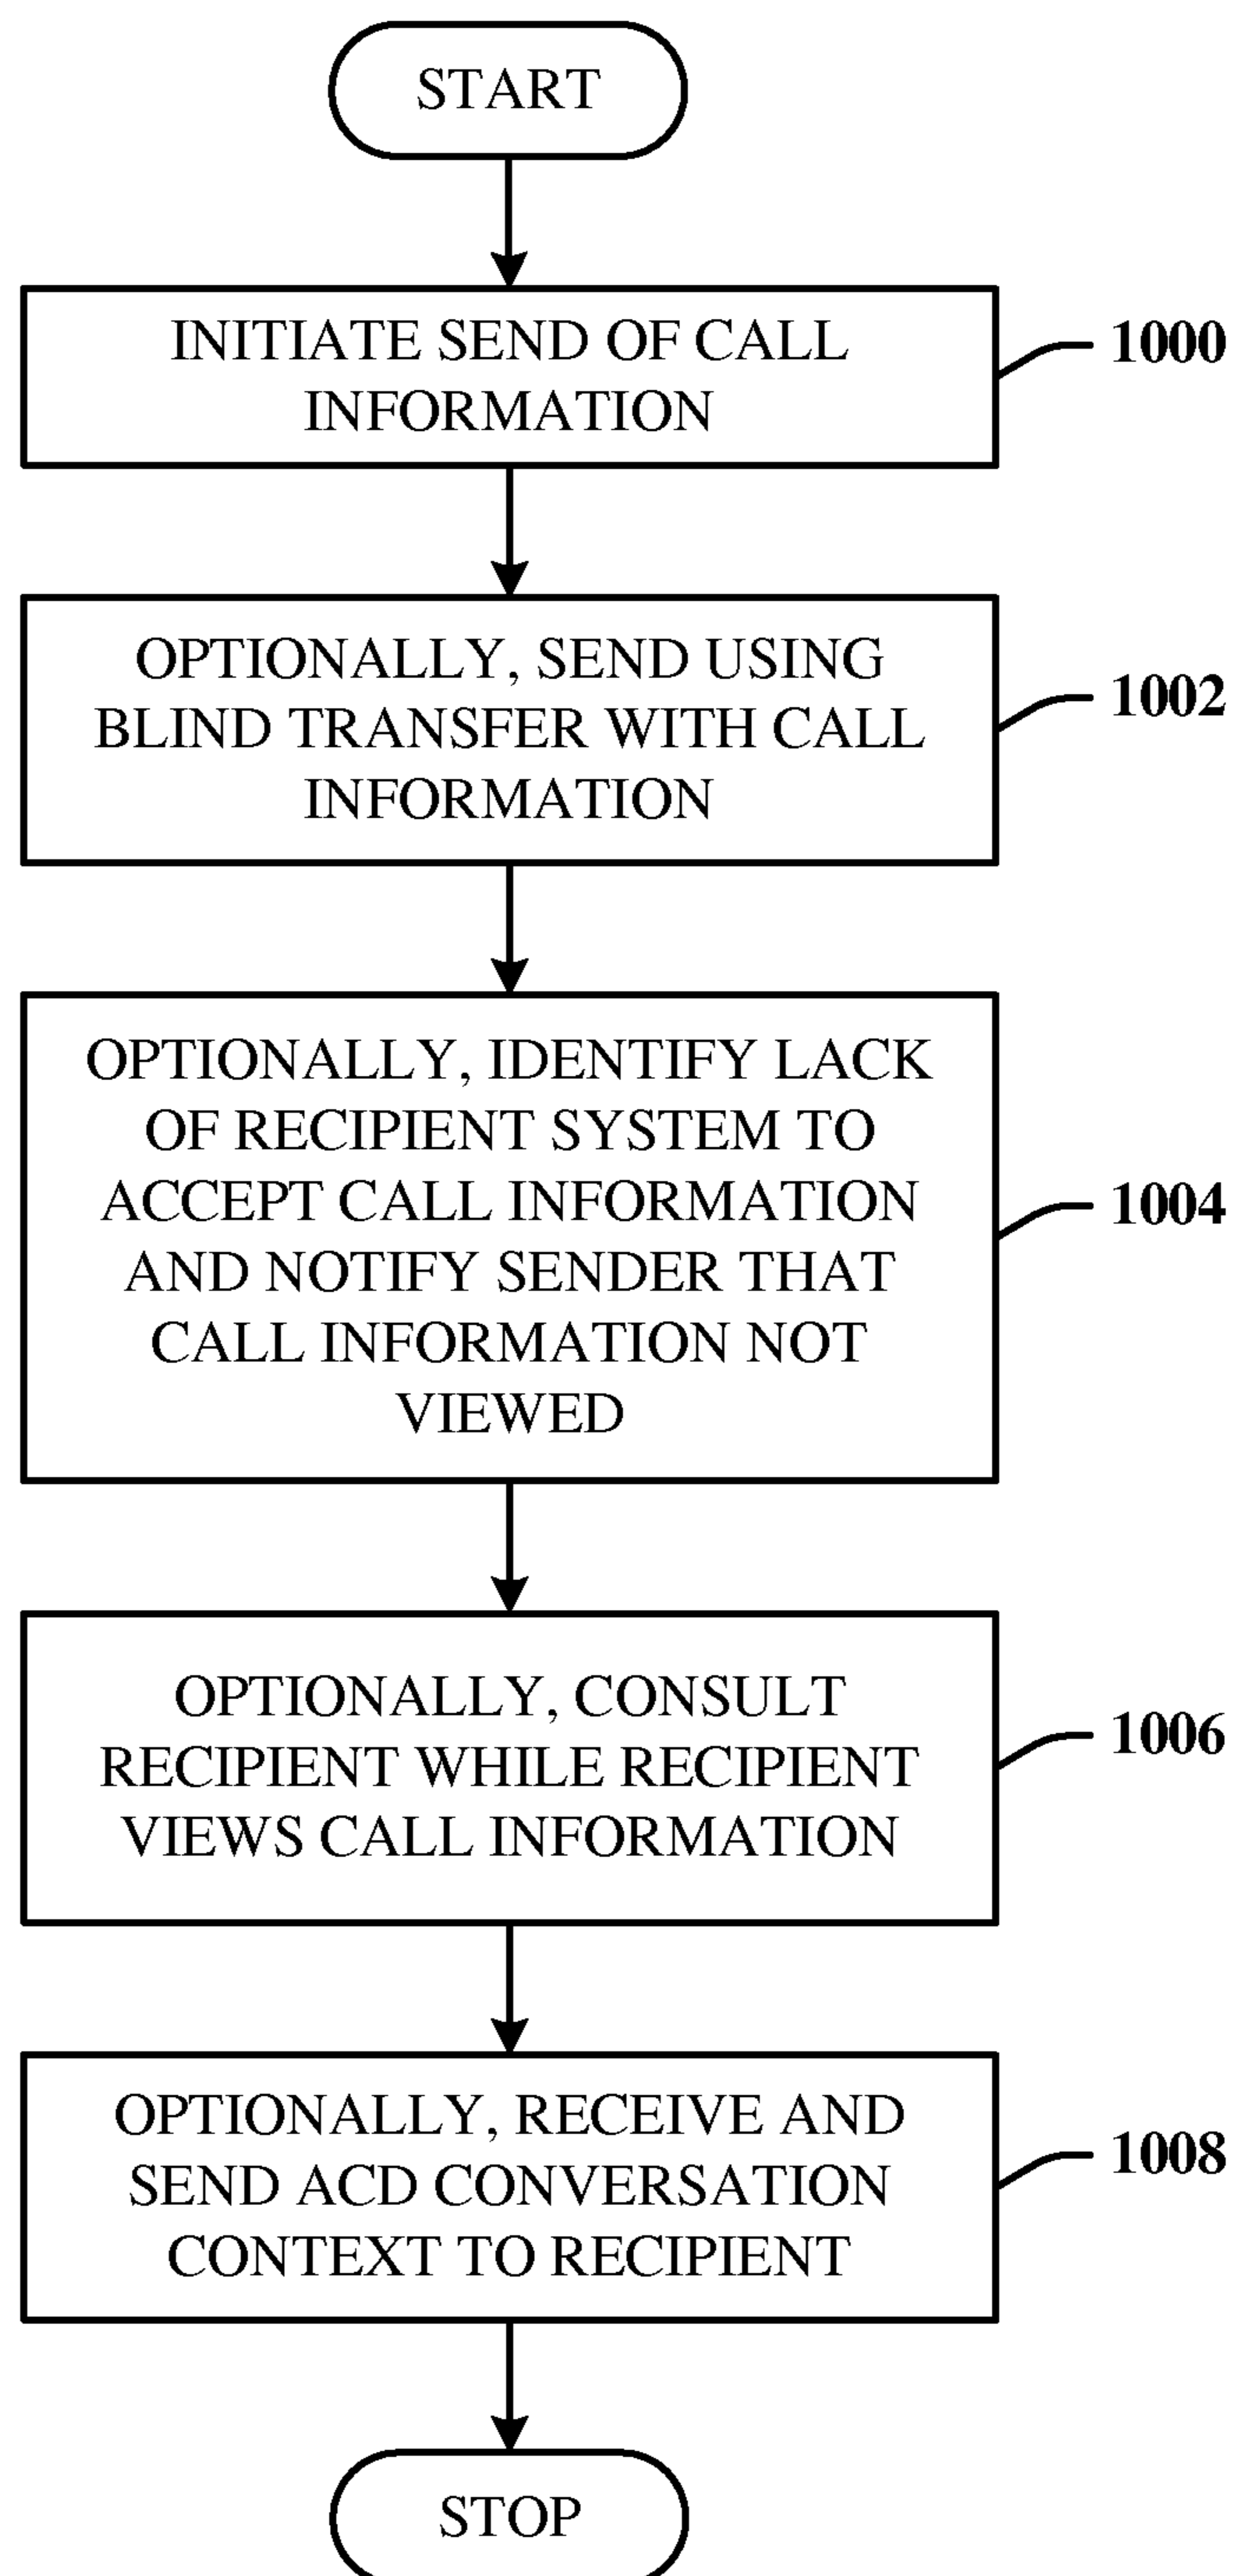 START
INITIATE SEND OF CALL
INFORMATION
1000
OPTIONALLY, SEND USING
BLIND TRANSFER WITH CALL
INFORMATION
1002
OPTIONALLY, IDENTIFY LACK
OF RECIPIENT SYSTEM TO
ACCEPT CALL INFORMATION
AND NOTIFY SENDER THAT
CALL INFORMATION NOT
VIEWED
1004
OPTIONALLY, CONSULT
RECIPIENT WHILE RECIPIENT
VIEWS CALL INFORMATION
1006
OPTIONALLY, RECEIVE AND
SEND ACD CONVERSATION
CONTEXT TO RECIPIENT
1008
STOP